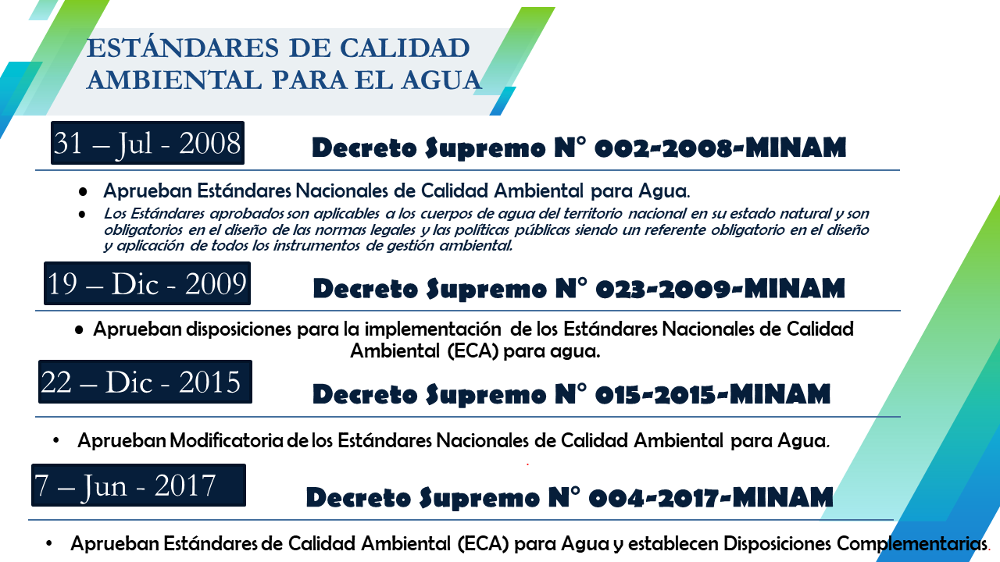 ESTÁNDARES DE CALIDAD
AMBIENTAL PARA EL AGUA
31 – Jul - 2008
Decreto Supremo N° 002-2008-MINAM
• Aprueban Estándares Nacionales de Calidad Ambiental para Agua.
• Los Estándares aprobados son aplicables a los cuerpos de agua del territorio nacional en su estado natural y son
obligatorios en el diseño de las normas legales y las políticas públicas siendo un referente obligatorio en el diseño
y aplicación de todos los instrumentos de gestión ambiental.
19 – Dic - 2009
Decreto Supremo N° 023-2009-MINAM
• Aprueban disposiciones para la implementación de los Estándares Nacionales de Calidad
Ambiental (ECA) para agua.
22 – Dic - 2015
Decreto Supremo N° 015-2015-MINAM
• Aprueban Modificatoria de los Estándares Nacionales de Calidad Ambiental para Agua.
.
7 – Jun - 2017
Decreto Supremo N° 004-2017-MINAM
• Aprueban Estándares de Calidad Ambiental (ECA) para Agua y establecen Disposiciones Complementarias.